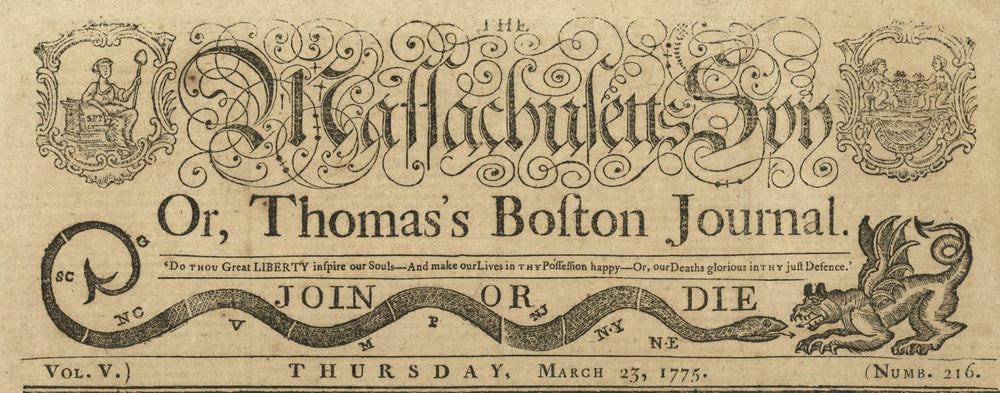 THE
Maſſachuſetts Spy
SPY
Or, Thomas's Boſton Journal.
'DO THOU Great LIBERTY inſpire our Souls—And make our Lives in THY Poſſeſſion happy—Or, our Deaths glorious in THY juſt Defence.'
JOIN OR DIE
G
SC
NC
V
M
P
NJ
N·Y
N·E
VOL. V.) THURSDAY, MARCH 23, 1775. (NUMB. 216.